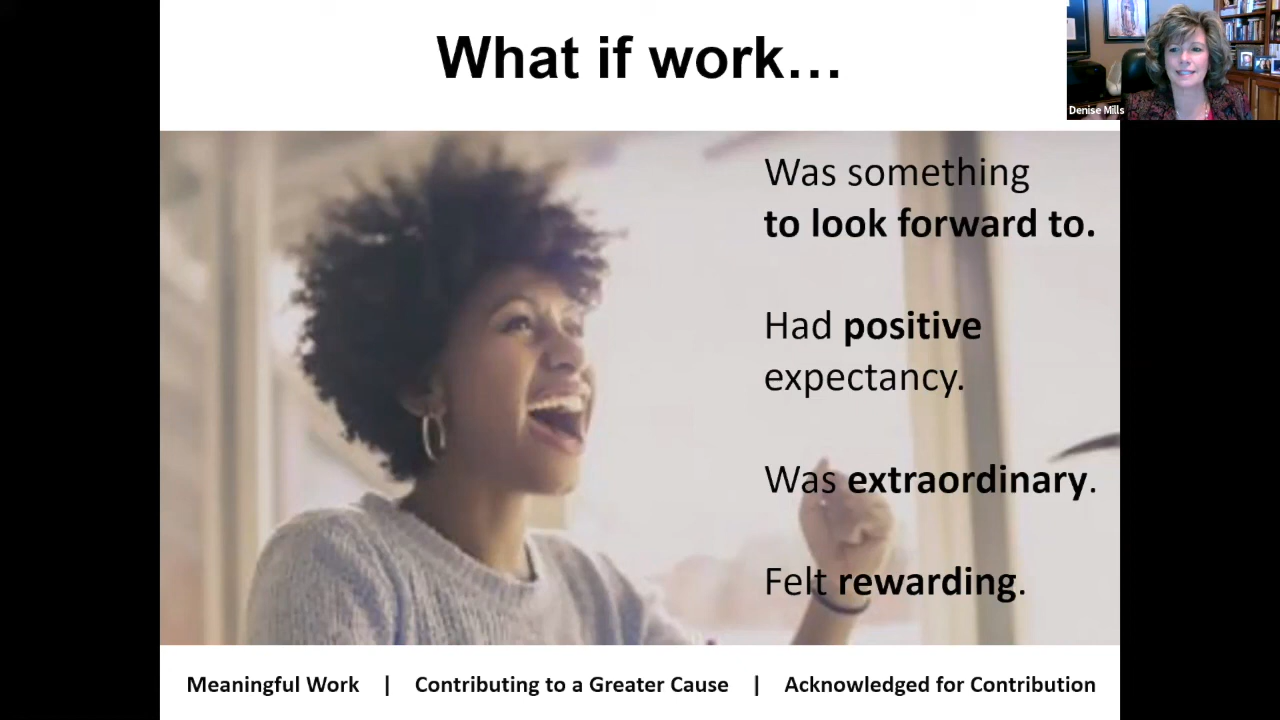 What if work…
Denise Mills
Was something
to look forward to.
Had positive
expectancy.
Was extraordinary.
Felt rewarding.
Meaningful Work | Contributing to a Greater Cause | Acknowledged for Contribution